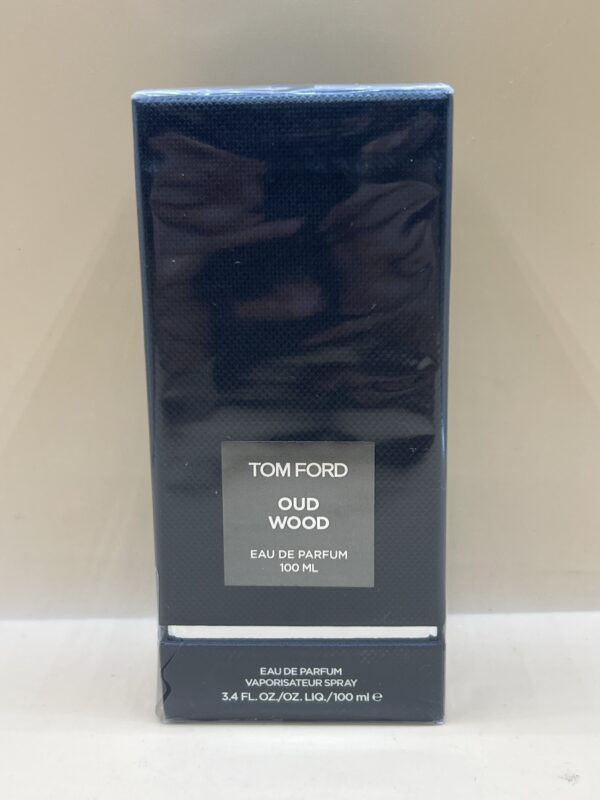 TOM FORD
OUD
WOOD
EAU DE PARFUM
100 ML
EAU DE PARFUM
VAPORISATEUR SPRAY
3.4 FL. OZ./OZ. LIQ./100 ml ℮